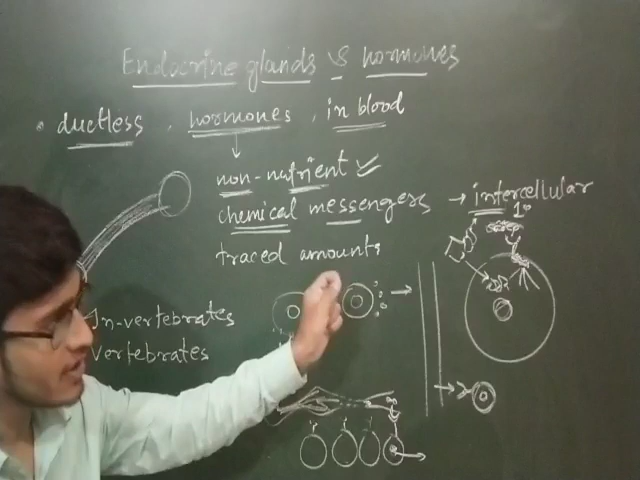 Endocrine glands & hormones
• ductless , hormones , in blood
non-nutrient
chemical messengers → intercellular
1°
traced amounts
In-vertebrates
Vertebrates